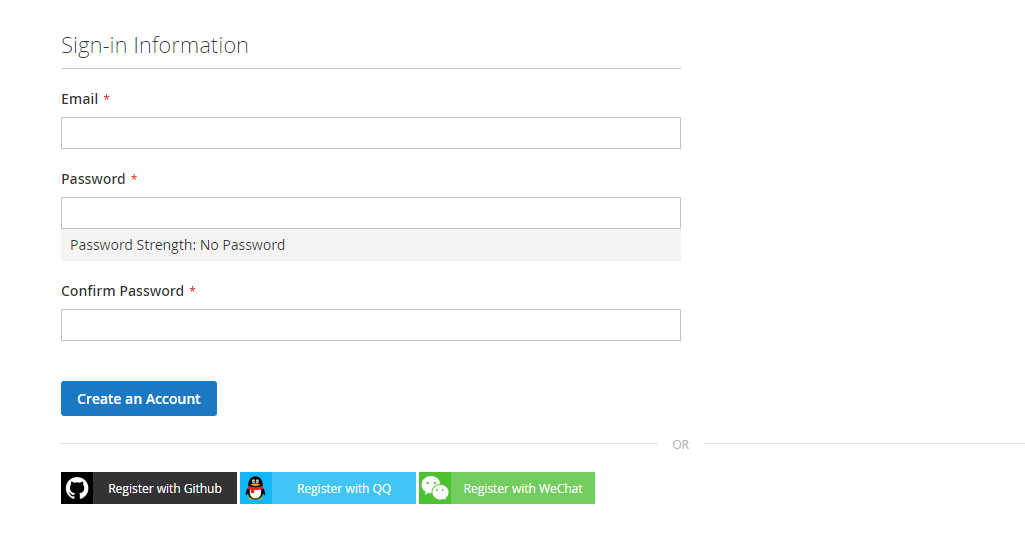 Sign-in Information
Email *
Password *
Password Strength: No Password
Confirm Password *
Create an Account
OR
Register with Github
Register with QQ
Register with WeChat